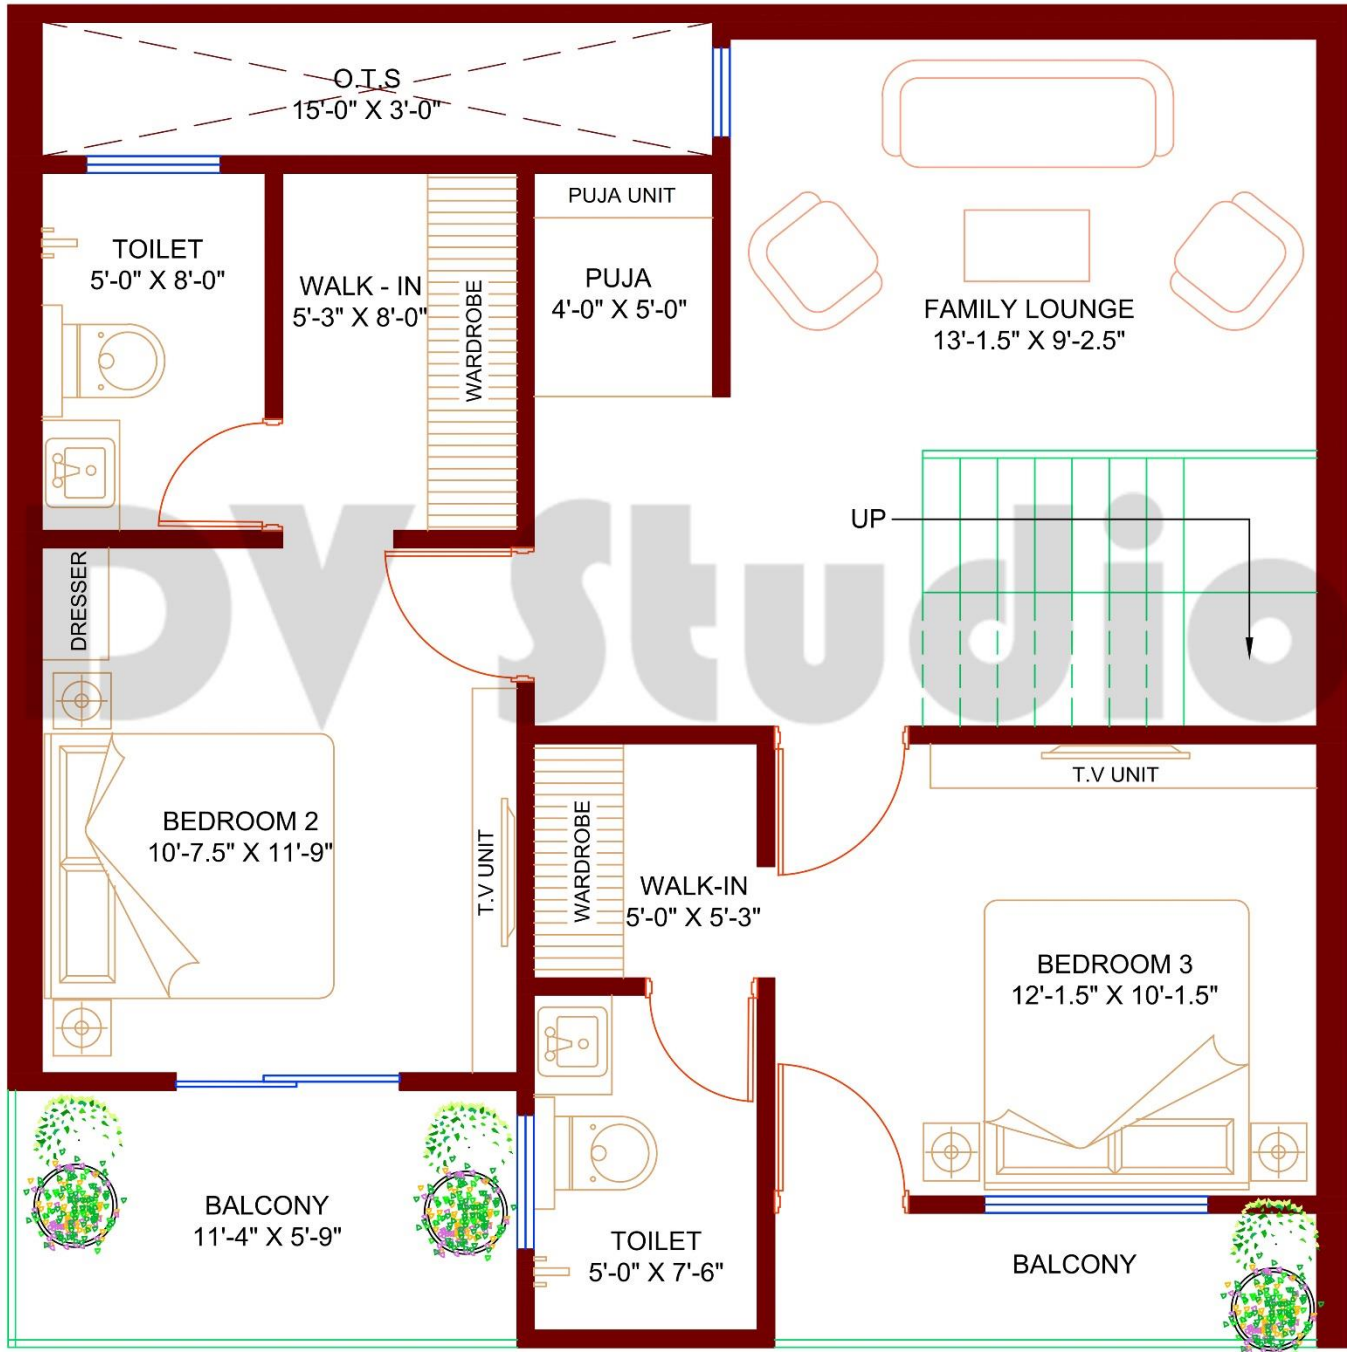 O.T.S
15'-0" X 3'-0"
PUJA UNIT
TOILET
5'-0" X 8'-0"
WALK - IN
5'-3" X 8'-0"
WARDROBE
PUJA
4'-0" X 5'-0"
FAMILY LOUNGE
13'-1.5" X 9'-2.5"
UP
DV Studio
DRESSER
BEDROOM 2
10'-7.5" X 11'-9"
T.V UNIT
WARDROBE
WALK-IN
5'-0" X 5'-3"
T.V UNIT
BEDROOM 3
12'-1.5" X 10'-1.5"
BALCONY
11'-4" X 5'-9"
TOILET
5'-0" X 7'-6"
BALCONY